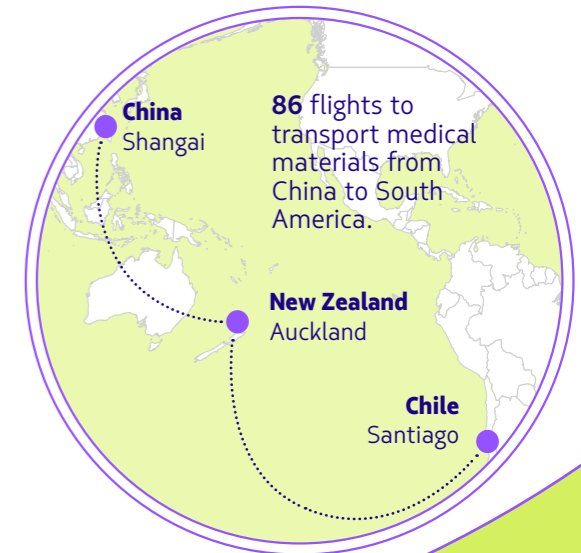 China
Shangai
86 flights to
transport medical
materials from
China to South
America.
New Zealand
Auckland
Chile
Santiago